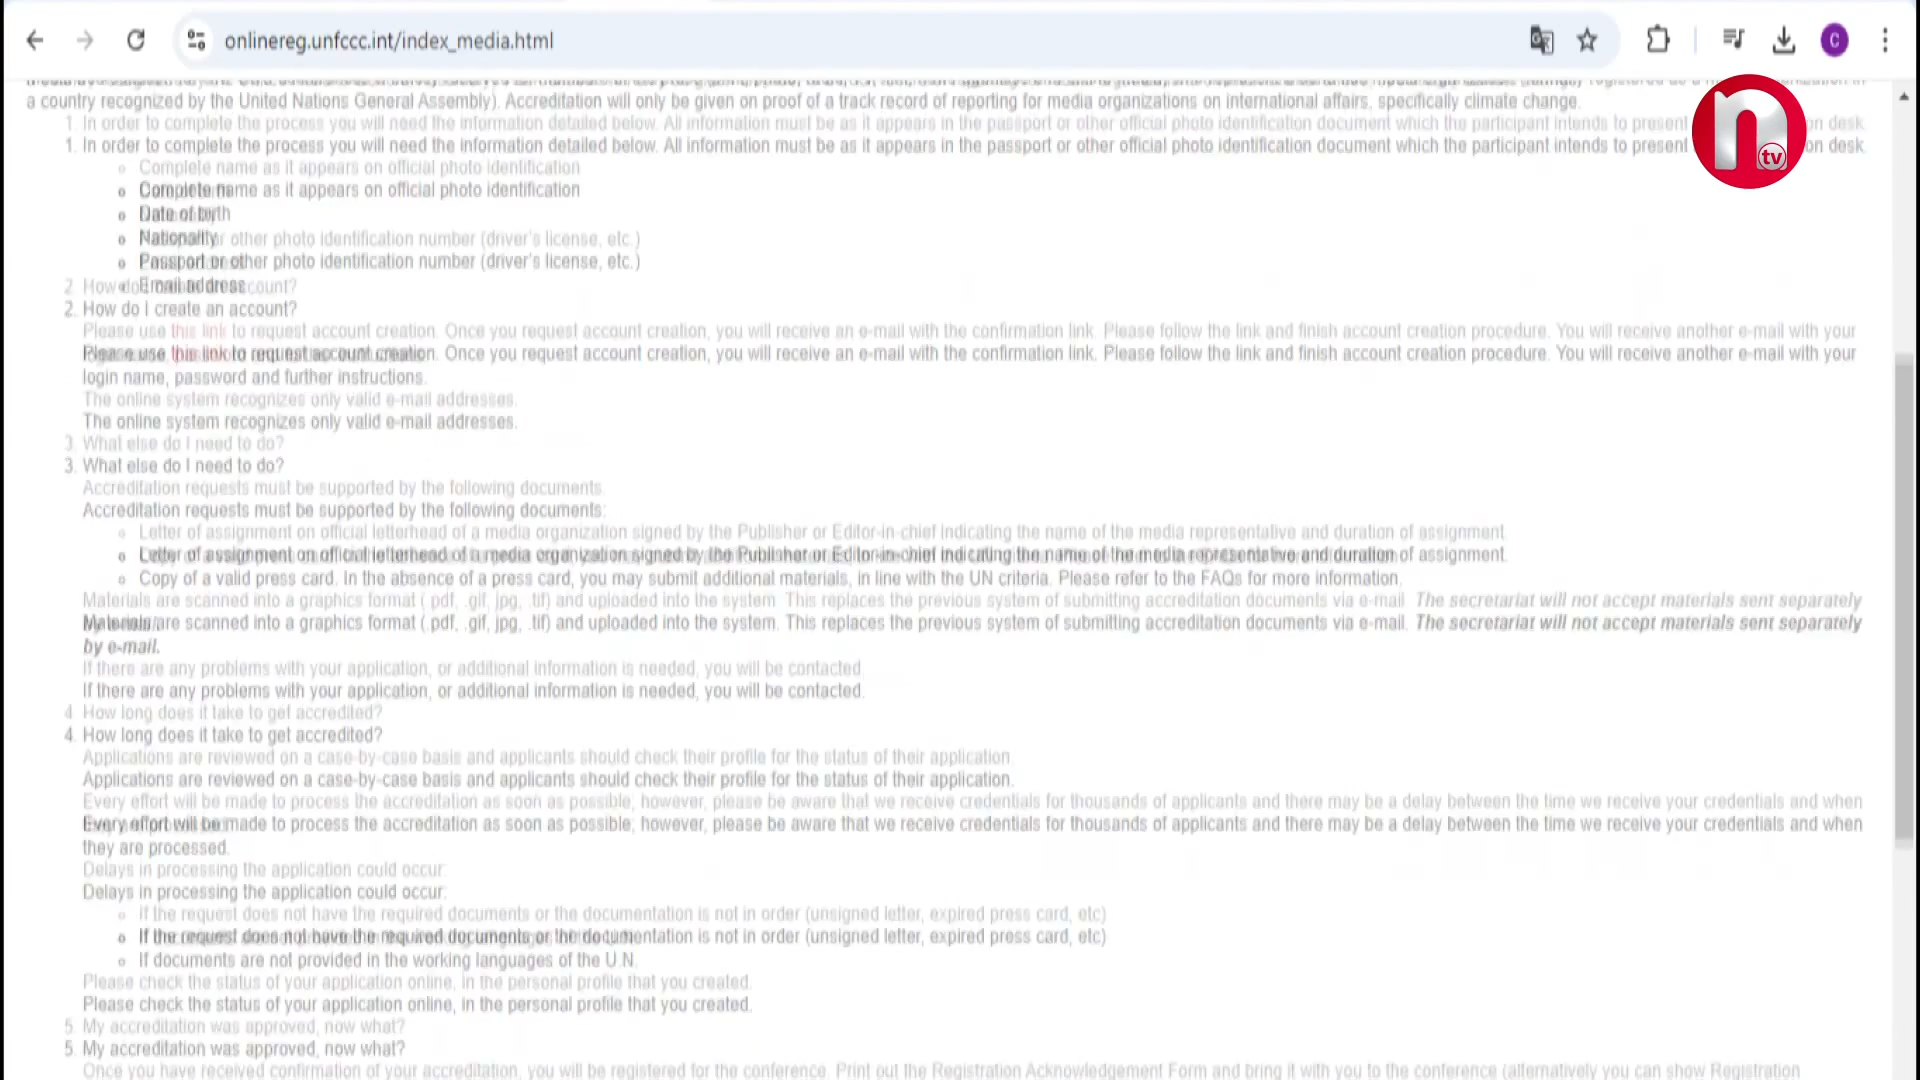 onlinereg.unfccc.int/index_media.html
C
n
tv
a country recognized by the United Nations General Assembly). Accreditation will only be given on proof of a track record of reporting for media organizations on international affairs, specifically climate change.
1. In order to complete the process you will need the information detailed below. All information must be as it appears in the passport or other official photo identification document which the participant intends to present on desk.
Complete name as it appears on official photo identification
Date of birth
Nationality
Passport or other photo identification number (driver's license, etc.)
Email address
2. How do I create an account?
Please use this link to request account creation. Once you request account creation, you will receive an e-mail with the confirmation link. Please follow the link and finish account creation procedure. You will receive another e-mail with your
login name, password and further instructions.
The online system recognizes only valid e-mail addresses.
3. What else do I need to do?
Accreditation requests must be supported by the following documents:
Letter of assignment on official letterhead of a media organization signed by the Publisher or Editor-in-chief indicating the name of the media representative and duration of assignment.
Copy of a valid press card. In the absence of a press card, you may submit additional materials, in line with the UN criteria. Please refer to the FAQs for more information.
Materials are scanned into a graphics format (.pdf, .gif, jpg, .tif) and uploaded into the system. This replaces the previous system of submitting accreditation documents via e-mail. The secretariat will not accept materials sent separately
by e-mail.
If there are any problems with your application, or additional information is needed, you will be contacted.
4. How long does it take to get accredited?
Applications are reviewed on a case-by-case basis and applicants should check their profile for the status of their application.
Every effort will be made to process the accreditation as soon as possible; however, please be aware that we receive credentials for thousands of applicants and there may be a delay between the time we receive your credentials and when
they are processed.
Delays in processing the application could occur:
If the request does not have the required documents or the documentation is not in order (unsigned letter, expired press card, etc)
If documents are not provided in the working languages of the U.N.
Please check the status of your application online, in the personal profile that you created.
5. My accreditation was approved, now what?
Once you have received confirmation of your accreditation, you will be registered for the conference. Print out the Registration Acknowledgement Form and bring it with you to the conference (alternatively you can show Registration